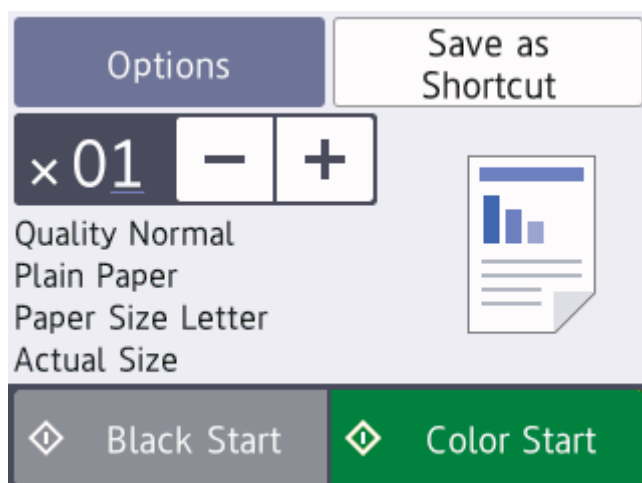 Options
Save as
Shortcut
×01
− +
Quality Normal
Plain Paper
Paper Size Letter
Actual Size
Black Start
Color Start